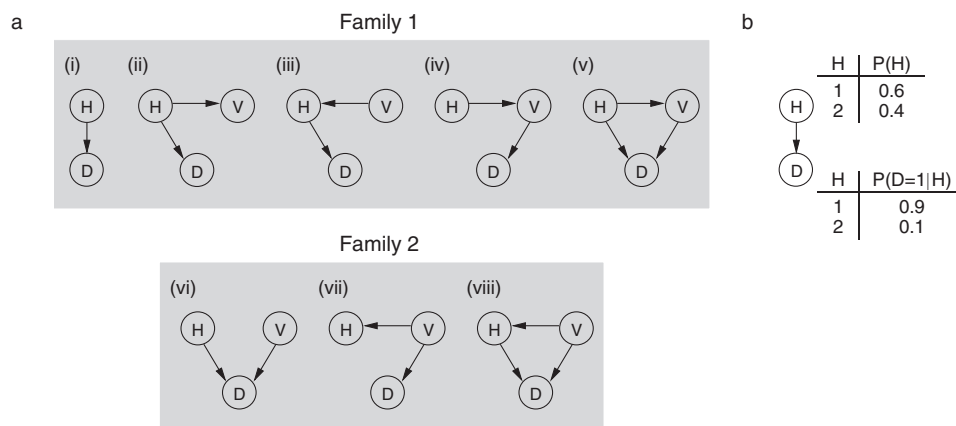 a
Family 1
(i) (ii) (iii) (iv) (v)
H H V H V H V H V
D D D D D
Family 2
(vi) (vii) (viii)
H V H V H V
D D D
b
H P(H)
1 0.6
2 0.4
H
D
H P(D=1|H)
1 0.9
2 0.1